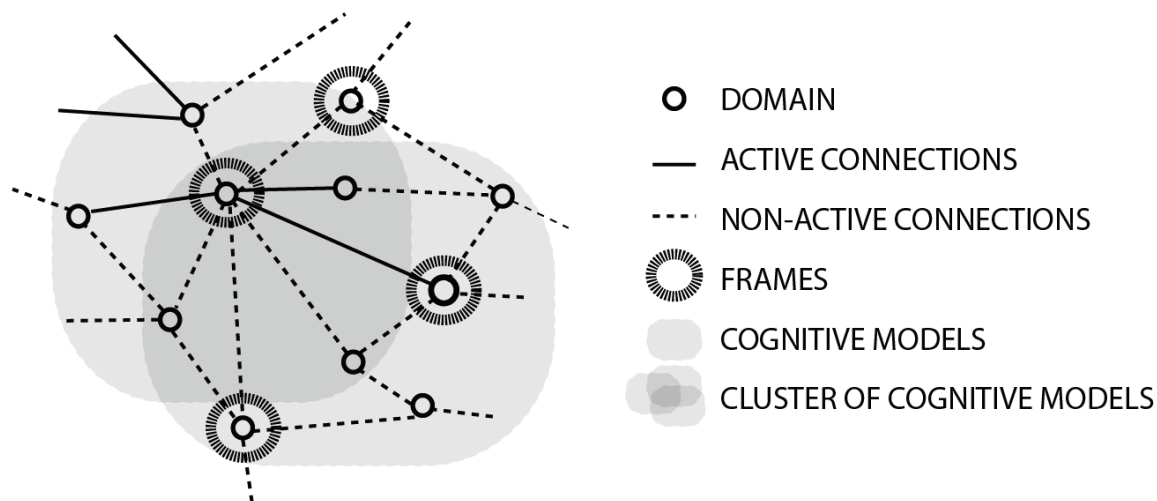 DOMAIN
ACTIVE CONNECTIONS
NON-ACTIVE CONNECTIONS
FRAMES
COGNITIVE MODELS
CLUSTER OF COGNITIVE MODELS